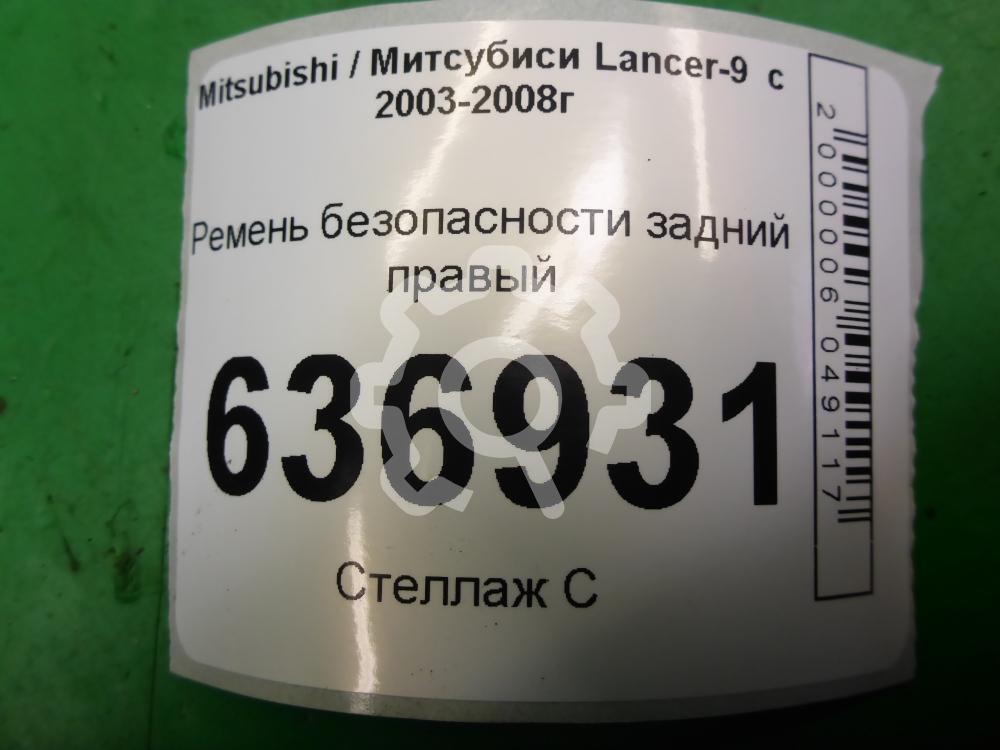 Mitsubishi / Митсубиси Lancer-9 с
2003-2008г
Ремень безопасности задний
правый
636931
Стеллаж С
2000006049117